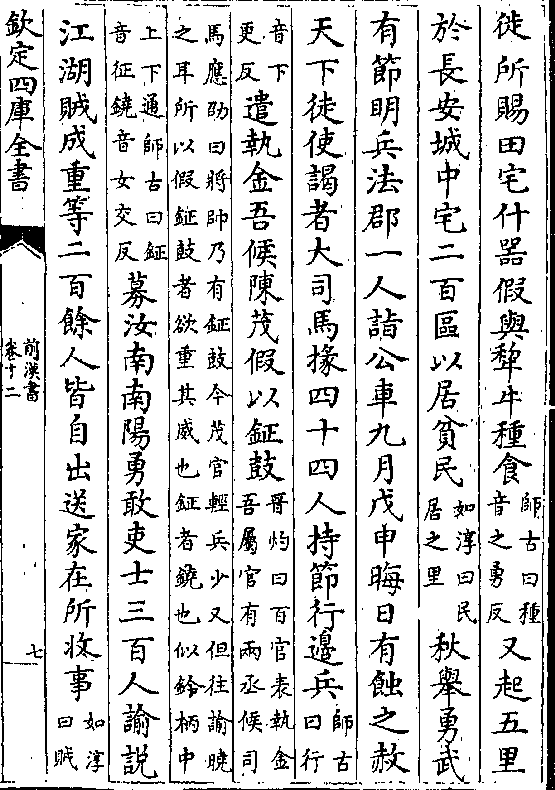 徙所賜田宅什器假與犂牛種食師古曰種音之勇反又起五里
於長安城中宅二百區以居貧民如淳曰民居之里秋舉勇武
有節明兵法郡一人詣公車九月戊申晦日有蝕之赦
天下徒使謁者大司馬掾四十四人持節行邊兵師古曰行
音下更反遣執金吾候陳茂假以鉦鼓晉灼曰百官表執金吾屬官有兩丞候司
馬應劭曰將帥乃有鉦鼓今茂官輕兵少又但往諭曉之耳所以假鉦鼓者欲重其威也鉦者鐃也似鈴柄中
上下通師古曰鉦音征鐃音女交反募汝南南陽勇敢吏士三百人諭説
江湖賊成重等二百餘人皆自出送家在所收事如淳曰賊
欽定四庫全書
前漢書
卷十二
七